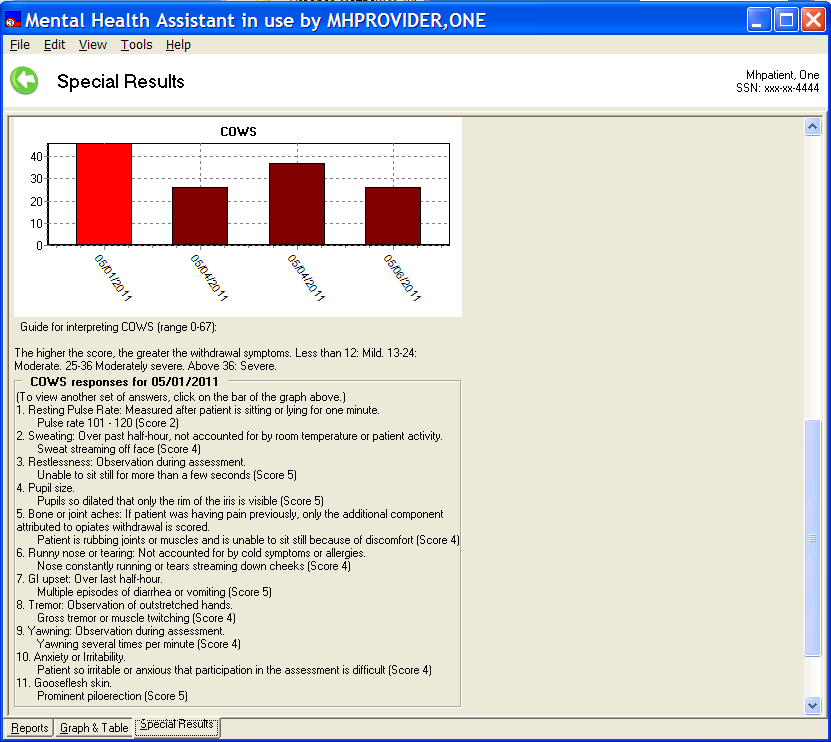 Mental Health Assistant in use by MHPROVIDER,ONE
File Edit View Tools Help
Special Results
Mhpatient, One
SSN: xxx-xx-4444
COWS
40
30
20
10
0
05/01/2011
05/04/2011
05/04/2011
05/06/2011
Guide for interpreting COWS (range 0-67):
The higher the score, the greater the withdrawal symptoms. Less than 12: Mild. 13-24:
Moderate. 25-36 Moderately severe. Above 36: Severe.
COWS responses for 05/01/2011
(To view another set of answers, click on the bar of the graph above.)
1. Resting Pulse Rate: Measured after patient is sitting or lying for one minute.
Pulse rate 101 - 120 (Score 2)
2. Sweating: Over past half-hour, not accounted for by room temperature or patient activity.
Sweat streaming off face (Score 4)
3. Restlessness: Observation during assessment.
Unable to sit still for more than a few seconds (Score 5)
4. Pupil size.
Pupils so dilated that only the rim of the iris is visible (Score 5)
5. Bone or joint aches: If patient was having pain previously, only the additional component
attributed to opiates withdrawal is scored.
Patient is rubbing joints or muscles and is unable to sit still because of discomfort (Score 4)
6. Runny nose or tearing: Not accounted for by cold symptoms or allergies.
Nose constantly running or tears streaming down cheeks (Score 4)
7. GI upset: Over last half-hour.
Multiple episodes of diarrhea or vomiting (Score 5)
8. Tremor: Observation of outstretched hands.
Gross tremor or muscle twitching (Score 4)
9. Yawning: Observation during assessment.
Yawning several times per minute (Score 4)
10. Anxiety or Irritability.
Patient so irritable or anxious that participation in the assessment is difficult (Score 4)
11. Gooseflesh skin.
Prominent piloerection (Score 5)
Reports Graph & Table Special Results